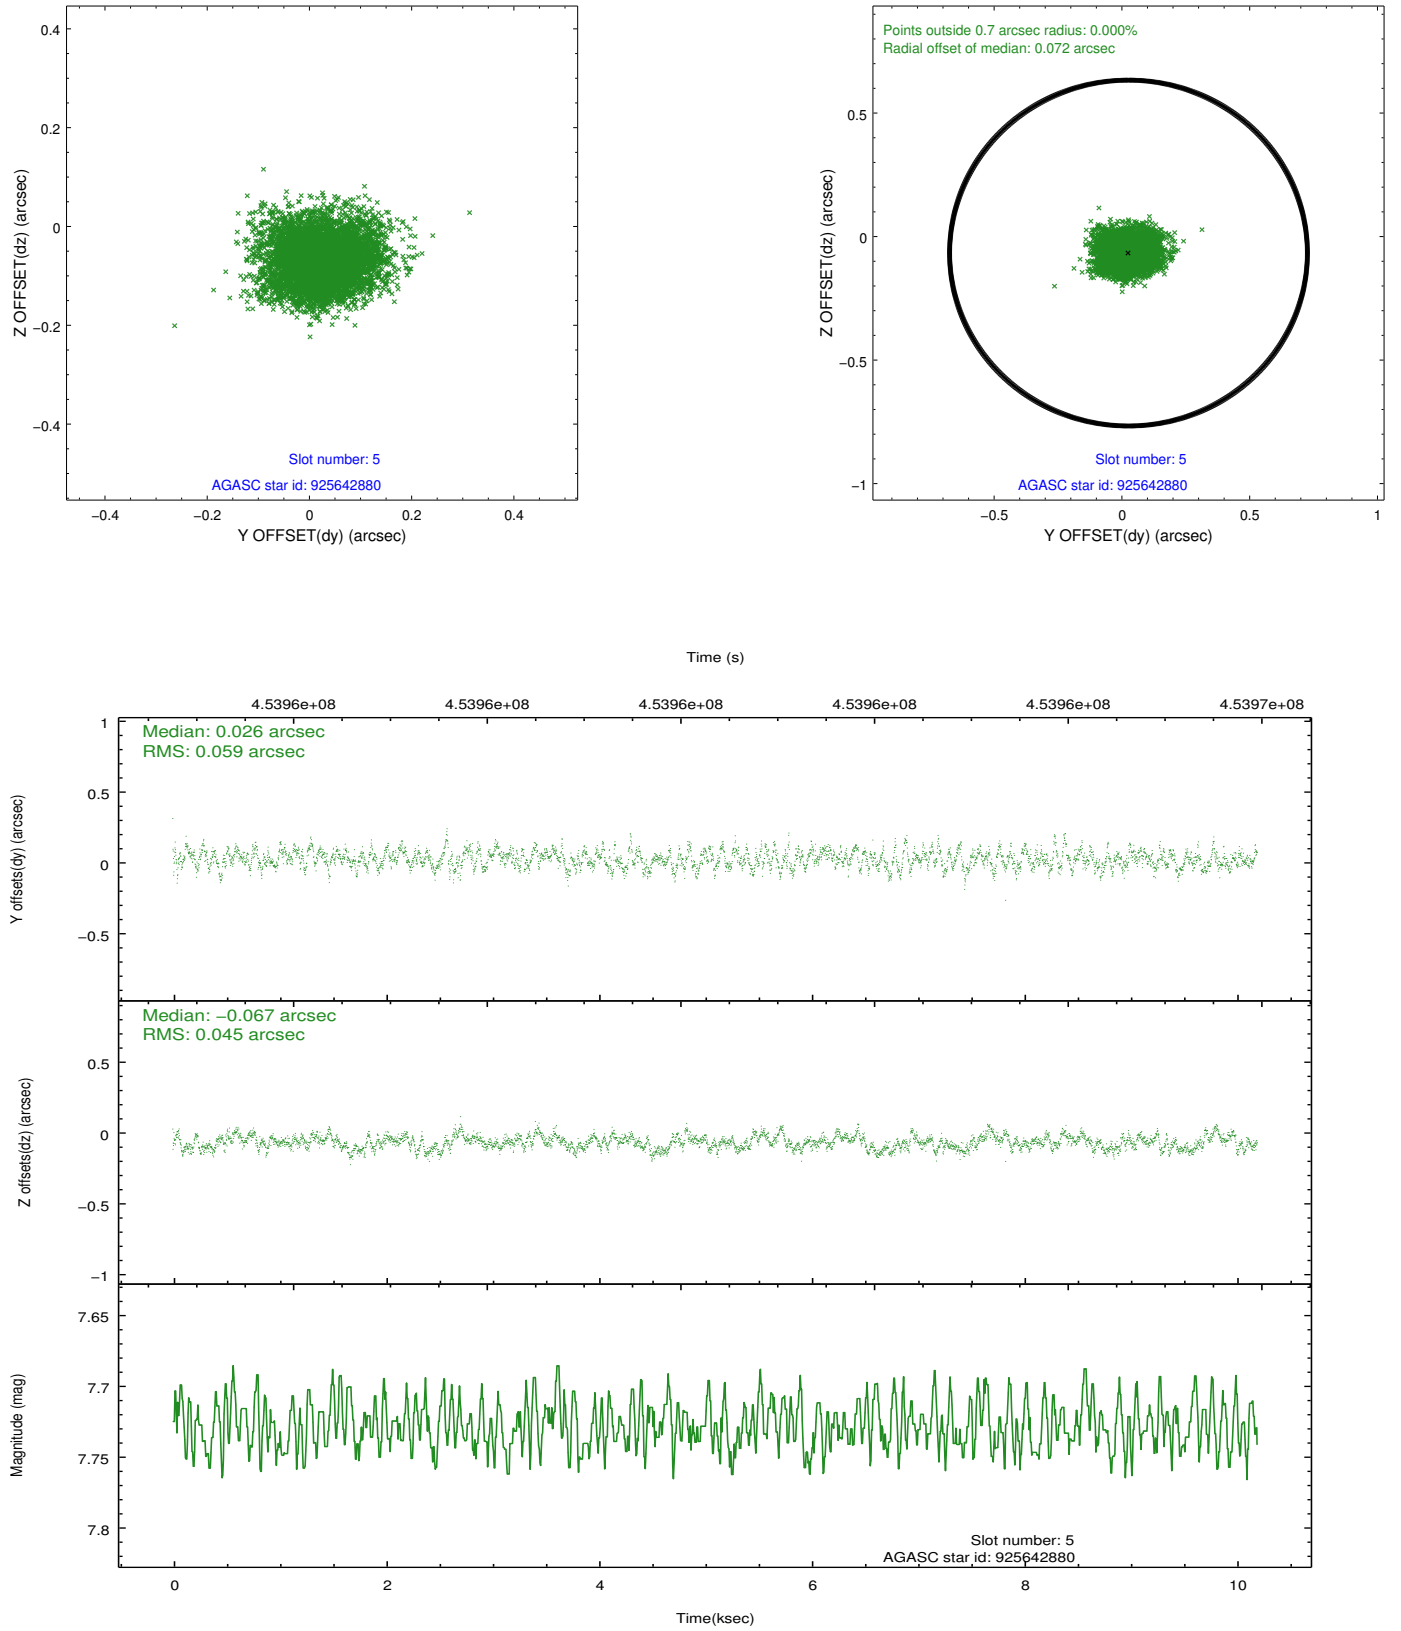 0.4
0.2
0
−0.2
−0.4
Z OFFSET(dz) (arcsec)
Slot number: 5
AGASC star id: 925642880
−0.4 −0.2 0 0.2 0.4
Y OFFSET(dy) (arcsec)
Points outside 0.7 arcsec radius: 0.000%
Radial offset of median: 0.072 arcsec
0.5
0
−0.5
−1
Z OFFSET(dz) (arcsec)
Slot number: 5
AGASC star id: 925642880
−0.5 0 0.5 1
Y OFFSET(dy) (arcsec)
Time (s)
4.5396e+08 4.5396e+08 4.5396e+08 4.5396e+08 4.5396e+08 4.5397e+08
Median: 0.026 arcsec
RMS: 0.059 arcsec
1
0.5
0
−0.5
Y offsets(dy) (arcsec)
Median: −0.067 arcsec
RMS: 0.045 arcsec
0.5
0
−0.5
−1
Z offsets(dz) (arcsec)
7.65
7.7
7.75
7.8
Magnitude (mag)
Slot number: 5
AGASC star id: 925642880
0 2 4 6 8 10
Time(ksec)